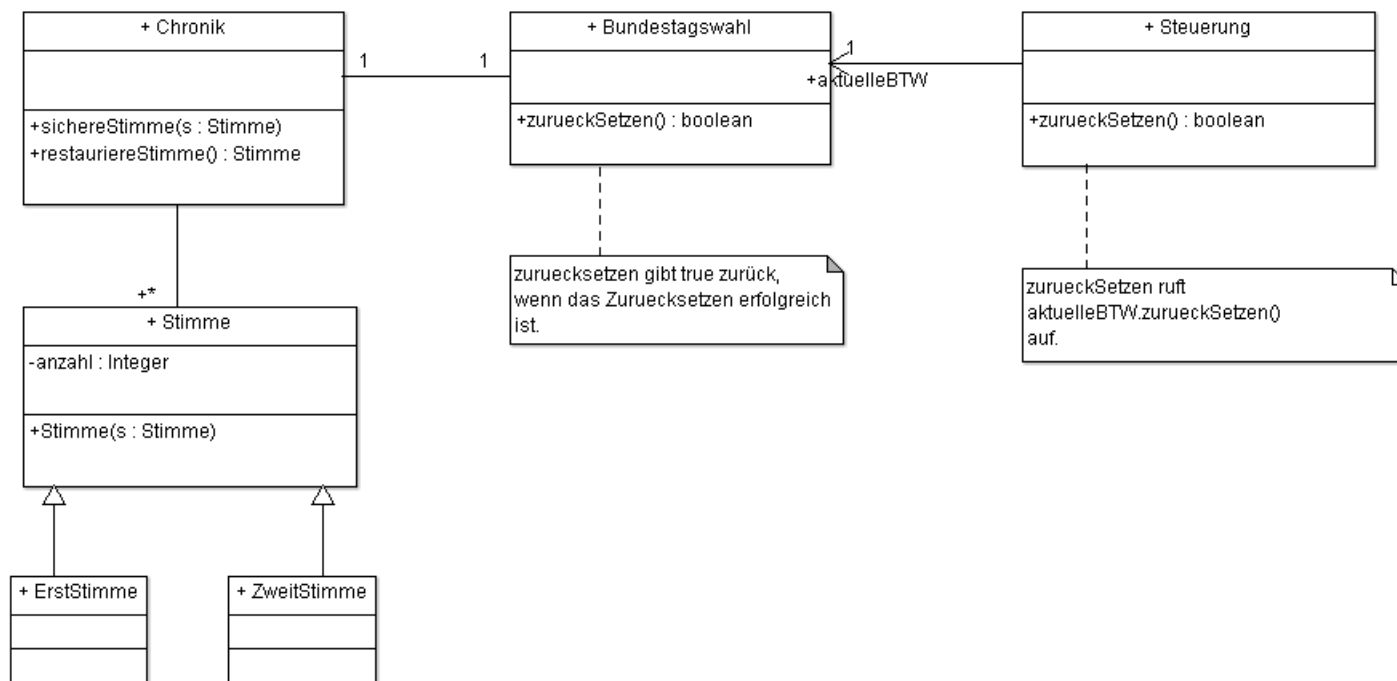 + Chronik
+sichereStimme(s : Stimme)
+restauriereStimme() : Stimme
1
1
+ Bundestagswahl
+zurueckSetzen() : boolean
1
+aktuelleBTW
+ Steuerung
+zurueckSetzen() : boolean
zuruecksetzen gibt true zurück,
wenn das Zuruecksetzen erfolgreich
ist.
zurueckSetzen ruft
aktuelleBTW.zurueckSetzen()
auf.
+*
+ Stimme
-anzahl : Integer
+Stimme(s : Stimme)
+ ErstStimme
+ ZweitStimme